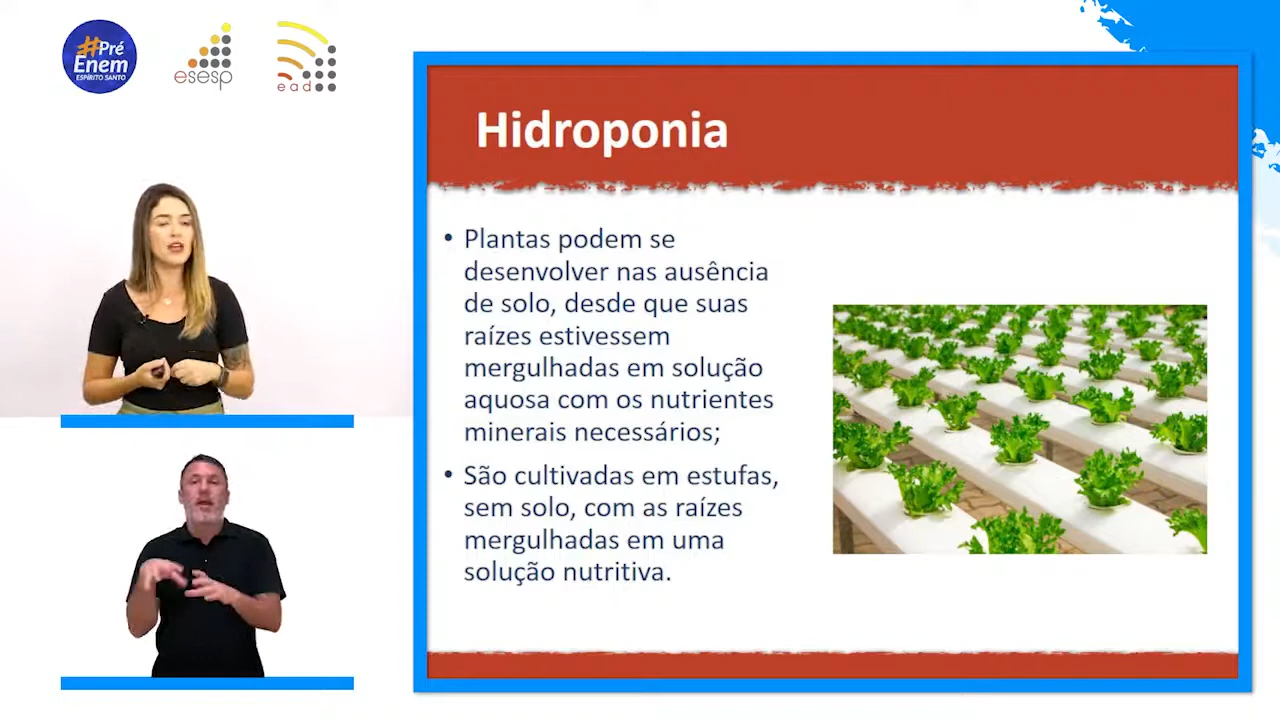 #Pré
Enem
ESPÍRITO SANTO
esesp
ead
Hidroponia
• Plantas podem se
desenvolver nas ausência
de solo, desde que suas
raízes estivessem
mergulhadas em solução
aquosa com os nutrientes
minerais necessários;
• São cultivadas em estufas,
sem solo, com as raízes
mergulhadas em uma
solução nutritiva.